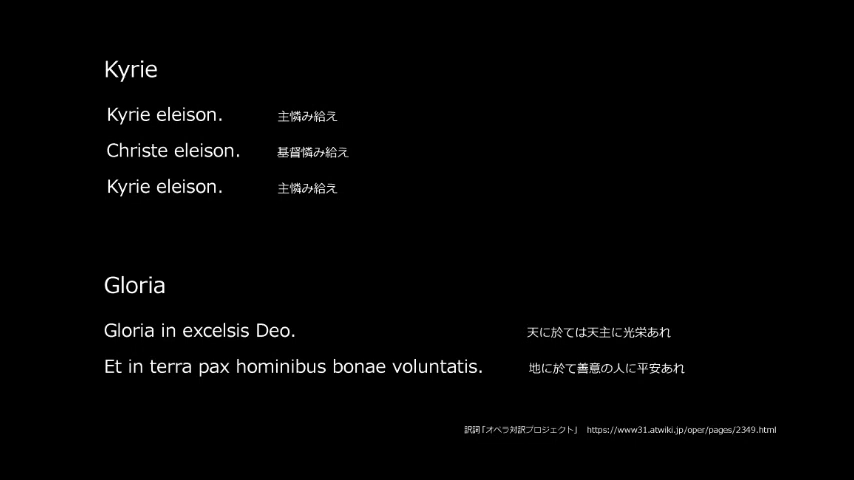 Kyrie
Kyrie eleison. 主憐み給え
Christe eleison. 基督憐み給え
Kyrie eleison. 主憐み給え
Gloria
Gloria in excelsis Deo. 天に於ては天主に光栄あれ
Et in terra pax hominibus bonae voluntatis. 地に於て善意の人に平安あれ
訳詞「オペラ対訳プロジェクト」 https://www31.atwiki.jp/oper/pages/2349.html